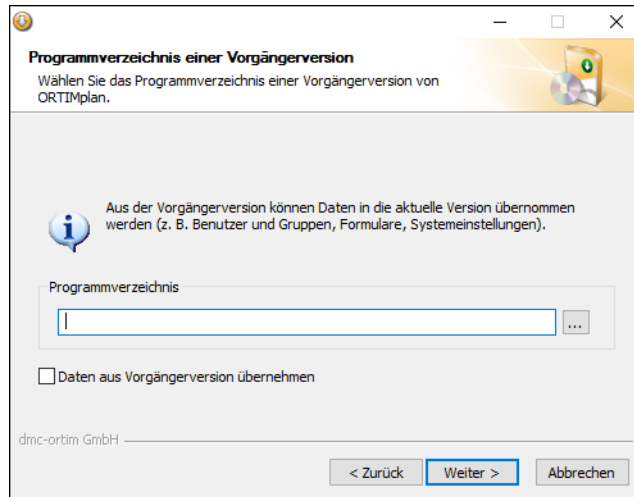 Programmverzeichnis einer Vorgängerversion
Wählen Sie das Programmverzeichnis einer Vorgängerversion von
ORTIMplan.
Aus der Vorgängerversion können Daten in die aktuelle Version übernommen
werden (z. B. Benutzer und Gruppen, Formulare, Systemeinstellungen).
Programmverzeichnis
...
Daten aus Vorgängerversion übernehmen
dmc-ortim GmbH
< Zurück
Weiter >
Abbrechen